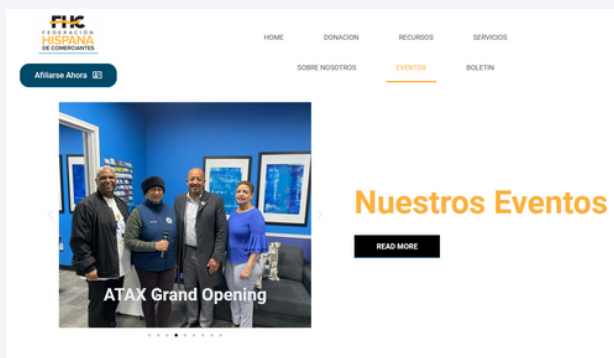 FHC
FEDERACIÓN
HISPANA
DE COMERCIANTES
HOME DONACION RECURSOS SERVICIOS
Afiliarse Ahora
SOBRE NOSOTROS EVENTOS BOLETIN
Nuestros Eventos
READ MORE
ATAX Grand Opening